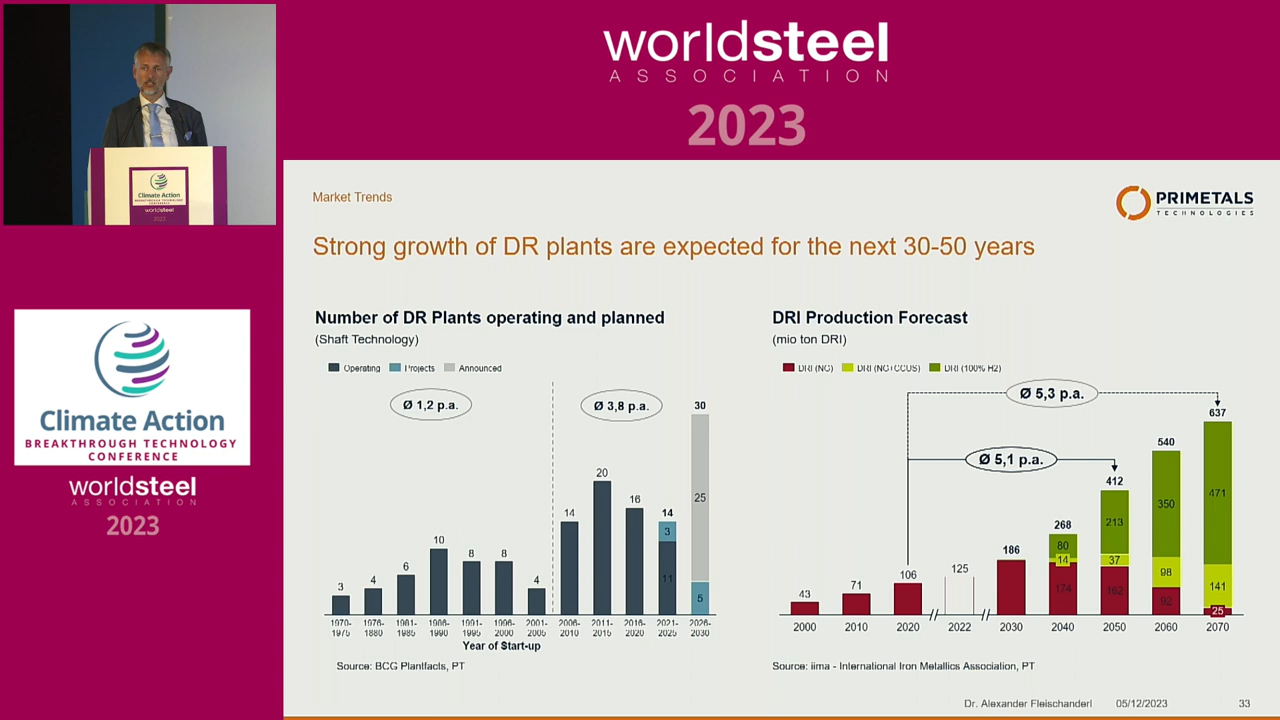 worldsteel
ASSOCIATION
2023
Climate Action
BREAKTHROUGH TECHNOLOGY
CONFERENCE
worldsteel
Climate Action
BREAKTHROUGH TECHNOLOGY
CONFERENCE
worldsteel
ASSOCIATION
2023
Market Trends
PRIMETALS
TECHNOLOGIES
Strong growth of DR plants are expected for the next 30-50 years
Number of DR Plants operating and planned
(Shaft Technology)
Operating Projects Announced
Ø 1,2 p.a. Ø 3,8 p.a.
30
25
20
16
14 14
3
11
10
8 8
6
5
4 4
3
1970-1975 1976-1880 1981-1985 1986-1990 1991-1995 1996-2000 2001-2005 2006-2010 2011-2015 2016-2020 2021-2025 2026-2030
Year of Start-up
Source: BCG Plantfacts, PT
DRI Production Forecast
(mio ton DRI)
DRI (NG) DRI (NG+CCUS) DRI (100% H2)
Ø 5,3 p.a.
Ø 5,1 p.a.
43 71 106 125 186
268 80 14 174
412 213 37 162
540 350 98 92
637 471 141 25
2000 2010 2020 2022 2030 2040 2050 2060 2070
Source: iima - International Iron Metallics Association, PT
Dr. Alexander Fleischanderl 05/12/2023 33